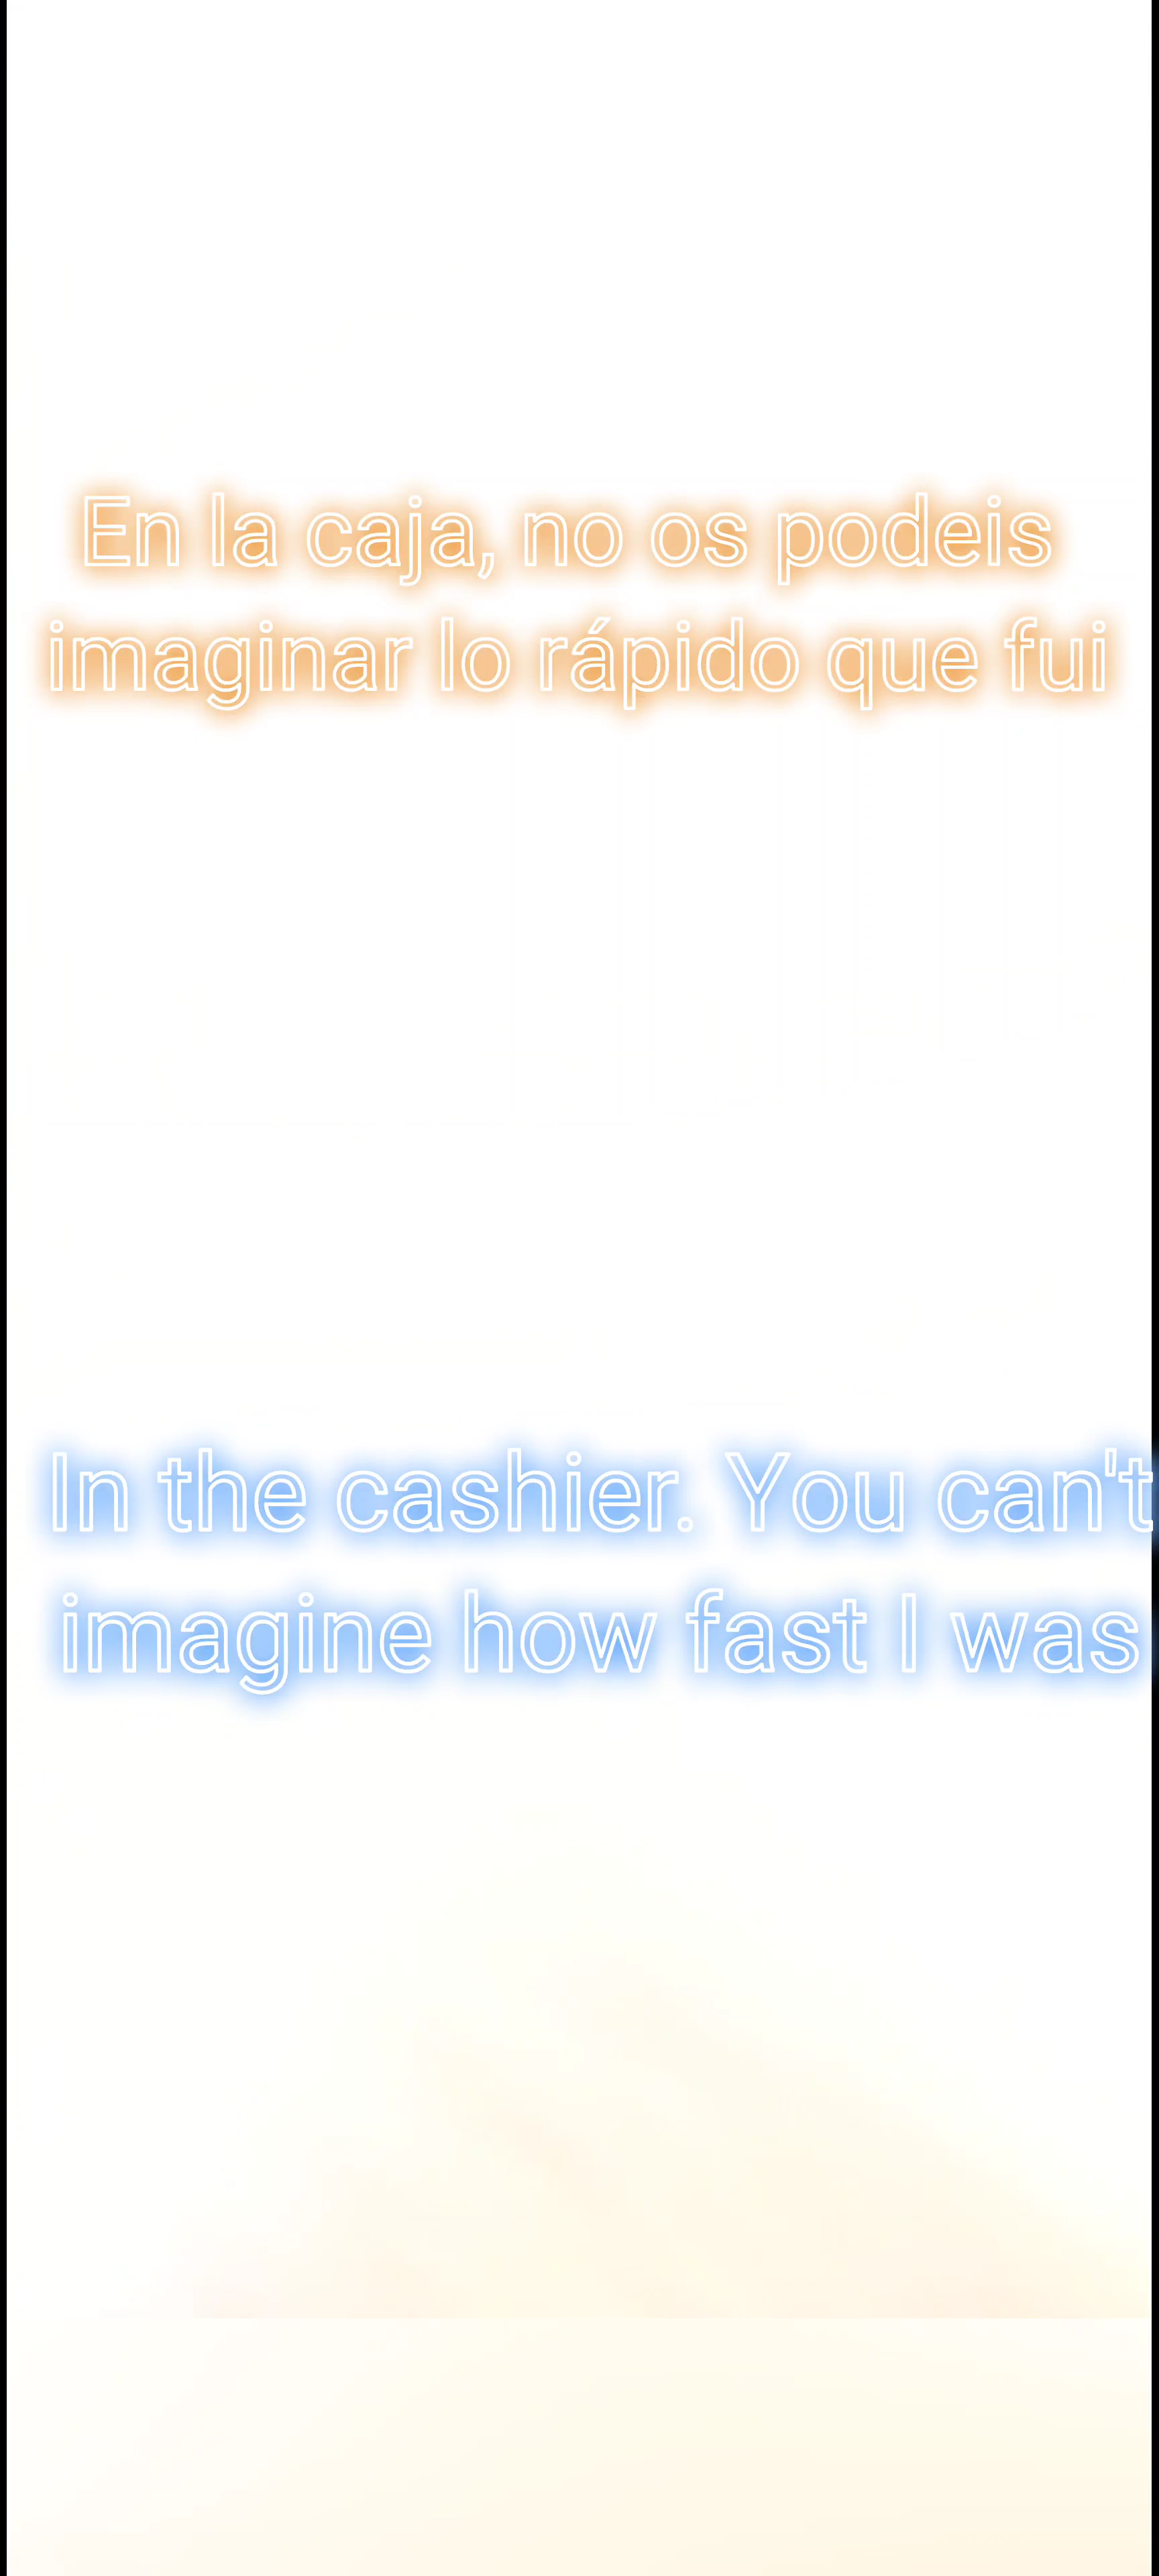 En la caja, no os podeis
imaginar lo rápido que fui
In the cashier. You can't
imagine how fast I was